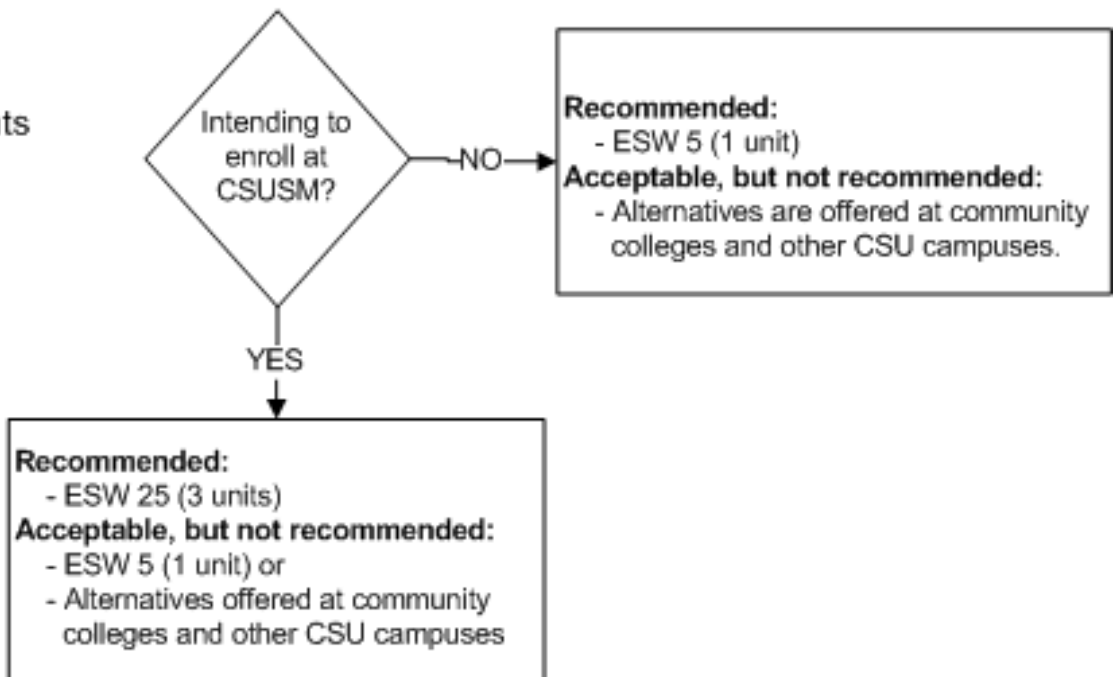 Intending to
enroll at
CSUSM?
NO
Recommended:
- ESW 5 (1 unit)
Acceptable, but not recommended:
- Alternatives are offered at community
colleges and other CSU campuses.
YES
Recommended:
- ESW 25 (3 units)
Acceptable, but not recommended:
- ESW 5 (1 unit) or
- Alternatives offered at community
colleges and other CSU campuses